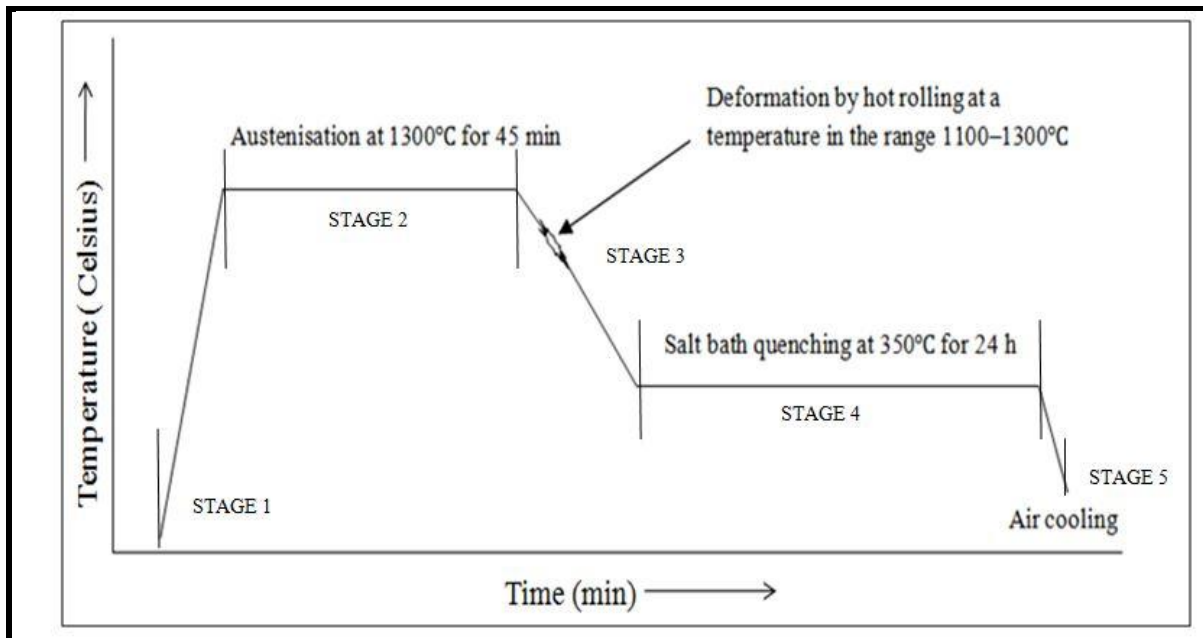 Deformation by hot rolling at a
temperature in the range 1100–1300°C
Austenisation at 1300°C for 45 min
STAGE 2
STAGE 3
Salt bath quenching at 350°C for 24 h
STAGE 4
STAGE 1
STAGE 5
Air cooling
Temperature ( Celsius)
Time (min)